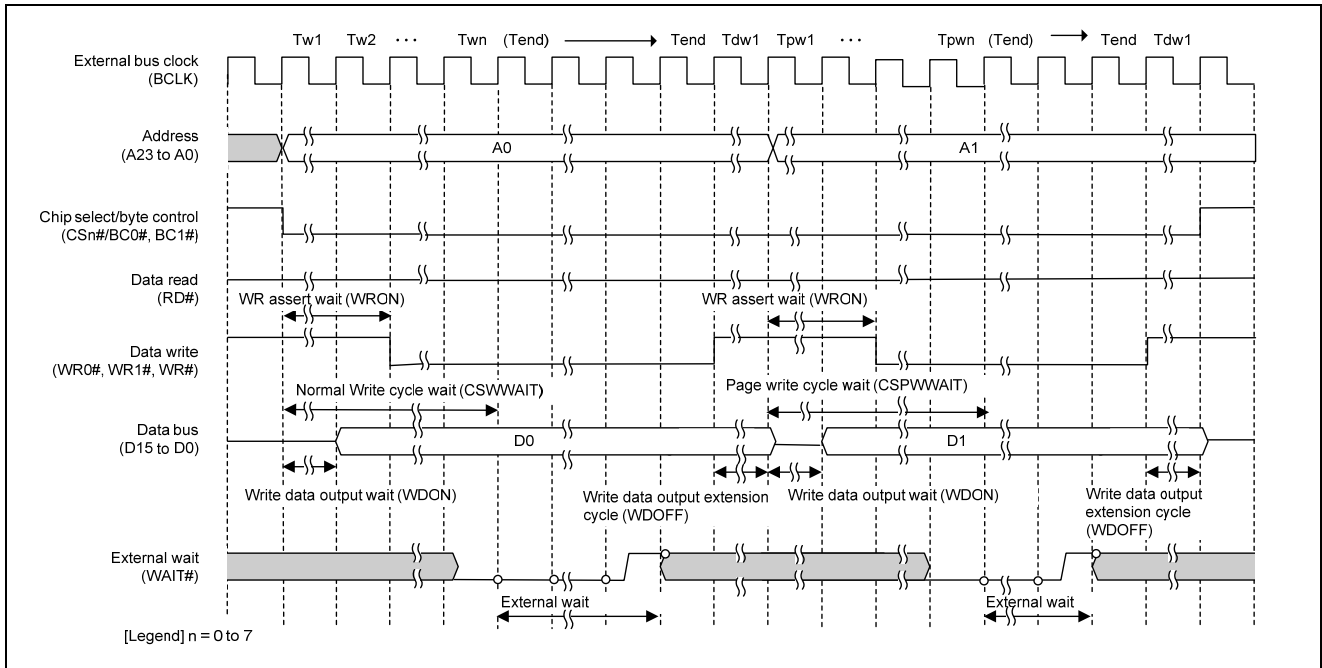 Tw1 Tw2 ··· Twn (Tend) Tend Tdw1 Tpw1 ··· Tpwn (Tend) Tend Tdw1
External bus clock
(BCLK)
Address
(A23 to A0)
A0 A1
Chip select/byte control
(CSn#/BC0#, BC1#)
Data read
(RD#)
WR assert wait (WRON) WR assert wait (WRON)
Data write
(WR0#, WR1#, WR#)
Normal Write cycle wait (CSWWAIT) Page write cycle wait (CSPWWAIT)
Data bus
(D15 to D0)
D0 D1
Write data output wait (WDON)
Write data output extension
cycle (WDOFF)
Write data output wait (WDON)
Write data output
extension cycle
(WDOFF)
External wait
(WAIT#)
External wait External wait
[Legend] n = 0 to 7